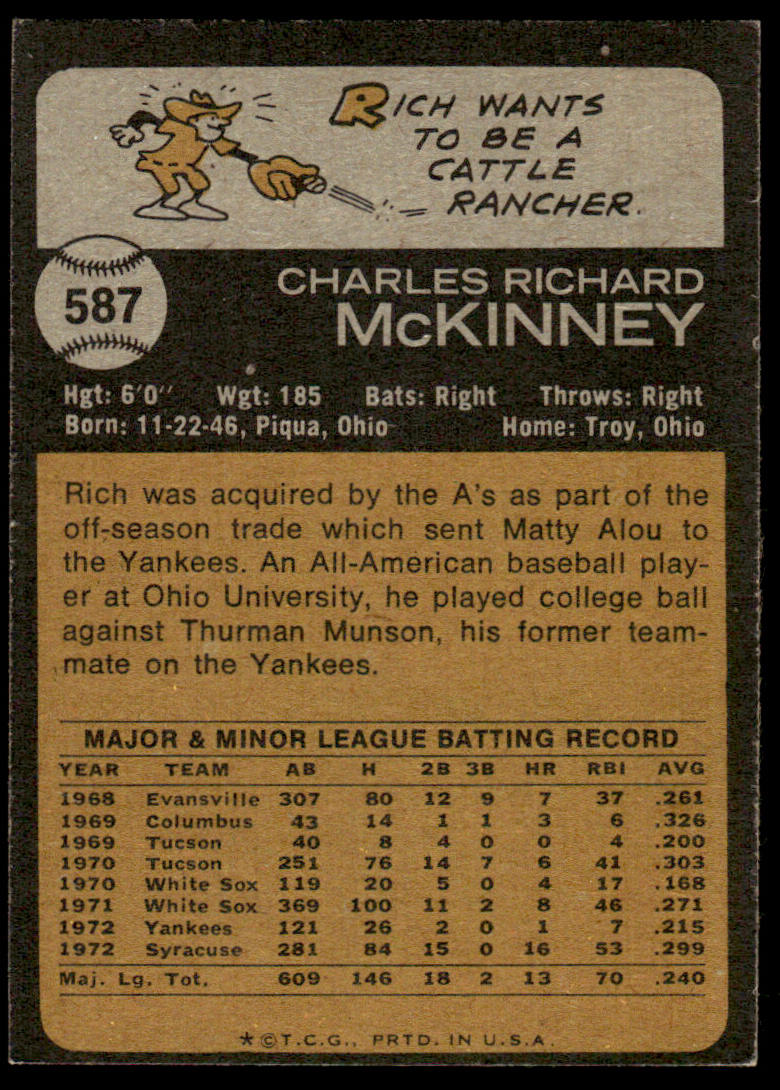 RICH WANTS
TO BE A
CATTLE
RANCHER.
587
CHARLES RICHARD
McKINNEY
Hgt: 6'0" Wgt: 185 Bats: Right Throws: Right
Born: 11-22-46, Piqua, Ohio Home: Troy, Ohio
Rich was acquired by the A's as part of the
off-season trade which sent Matty Alou to
the Yankees. An All-American baseball play-
er at Ohio University, he played college ball
against Thurman Munson, his former team-
mate on the Yankees.
MAJOR & MINOR LEAGUE BATTING RECORD
YEAR TEAM AB H 2B 3B HR RBI AVG
1968 Evansville 307 80 12 9 7 37 .261
1969 Columbus 43 14 1 1 3 6 .326
1969 Tucson 40 8 4 0 0 4 .200
1970 Tucson 251 76 14 7 6 41 .303
1970 White Sox 119 20 5 0 4 17 .168
1971 White Sox 369 100 11 2 8 46 .271
1972 Yankees 121 26 2 0 1 7 .215
1972 Syracuse 281 84 15 0 16 53 .299
Maj. Lg. Tot. 609 146 18 2 13 70 .240
*©T.C.G., PRTD. IN U.S.A.